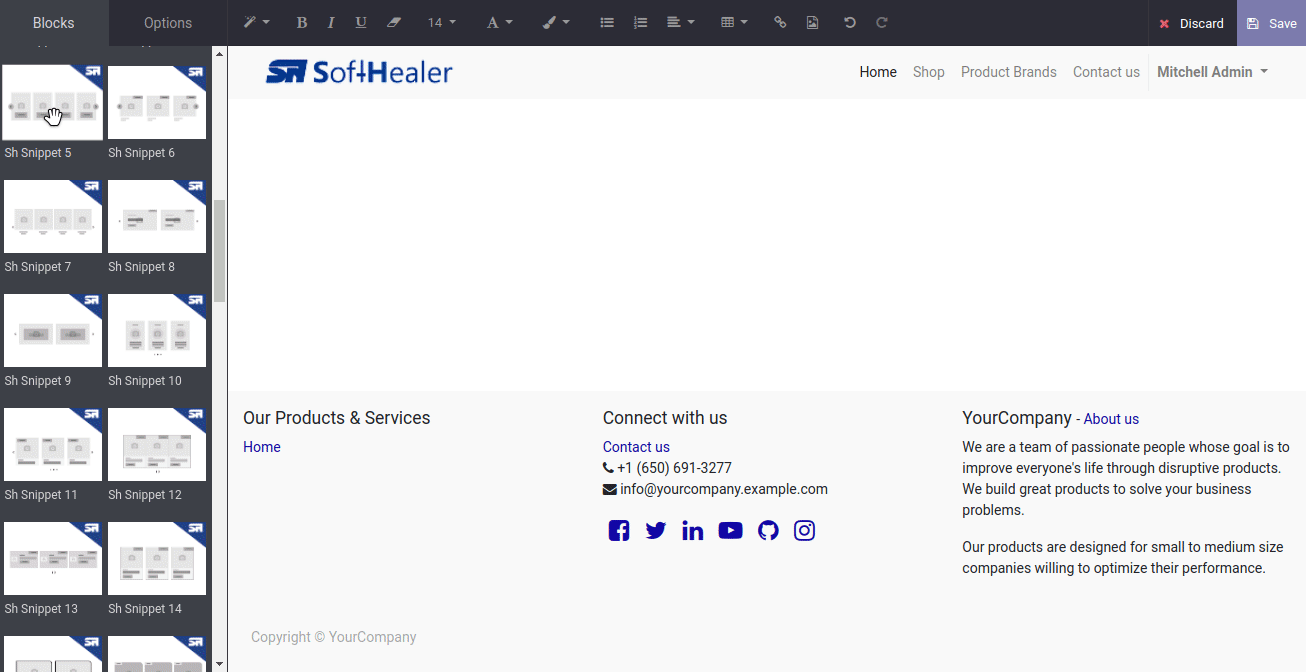 Blocks
Options
14
Discard
Save
SoftHealer
Home
Shop
Product Brands
Contact us
Mitchell Admin
Sh Snippet 5
Sh Snippet 6
Sh Snippet 7
Sh Snippet 8
Sh Snippet 9
Sh Snippet 10
Sh Snippet 11
Sh Snippet 12
Sh Snippet 13
Sh Snippet 14
Our Products & Services
Home
Connect with us
Contact us
+1 (650) 691-3277
info@yourcompany.example.com
YourCompany - About us
We are a team of passionate people whose goal is to
improve everyone's life through disruptive products.
We build great products to solve your business
problems.
Our products are designed for small to medium size
companies willing to optimize their performance.
Copyright © YourCompany